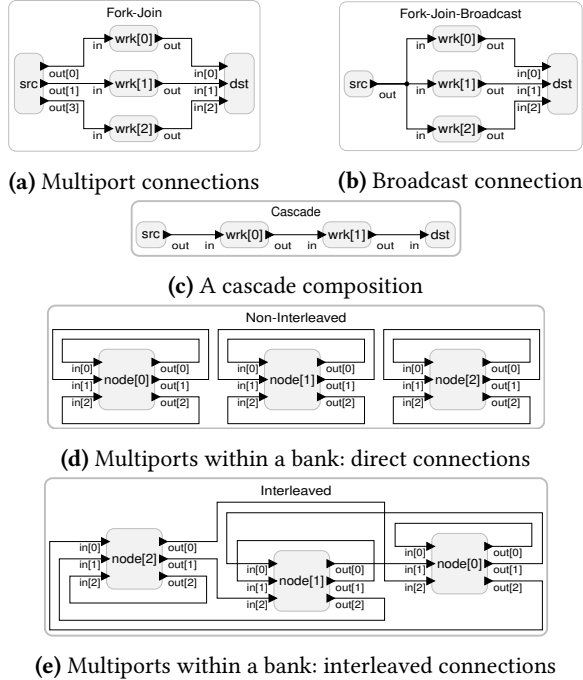 Fork-Join
wrk[0]
in out
out[0] in[0]
src wrk[1] dst
out[1] in out in[1]
out[3] in[2]
wrk[2]
in out
(a) Multiport connections
Fork-Join-Broadcast
wrk[0]
in out
in[0]
src wrk[1] dst
out in out in[1]
in[2]
wrk[2]
in out
(b) Broadcast connection
Cascade
src wrk[0] wrk[1] dst
out in out in out in
(c) A cascade composition
Non-Interleaved
in[0] out[0] in[0] out[0] in[0] out[0]
node[0] node[1] node[2]
in[1] out[1] in[1] out[1] in[1] out[1]
in[2] out[2] in[2] out[2] in[2] out[2]
(d) Multiports within a bank: direct connections
Interleaved
in[0] node[2] out[0]
in[1] out[1]
in[2] out[2]
in[0] node[1] out[0]
in[1] out[1]
in[2] out[2]
in[0] node[0] out[0]
in[1] out[1]
in[2] out[2]
(e) Multiports within a bank: interleaved connections